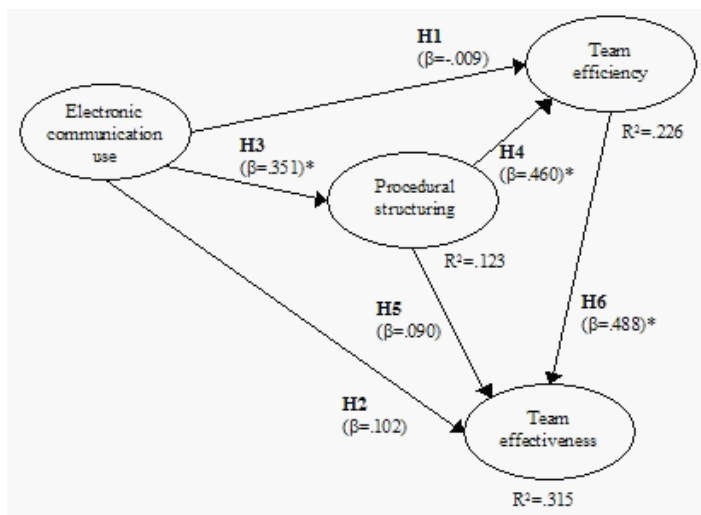 H1
(β=-.009)
Team
efficiency
R²=.226
Electronic
communication
use
H3
(β=.351)*
H4
(β=.460)*
Procedural
structuring
R²=.123
H5
(β=.090)
H6
(β=.488)*
H2
(β=.102)
Team
effectiveness
R²=.315